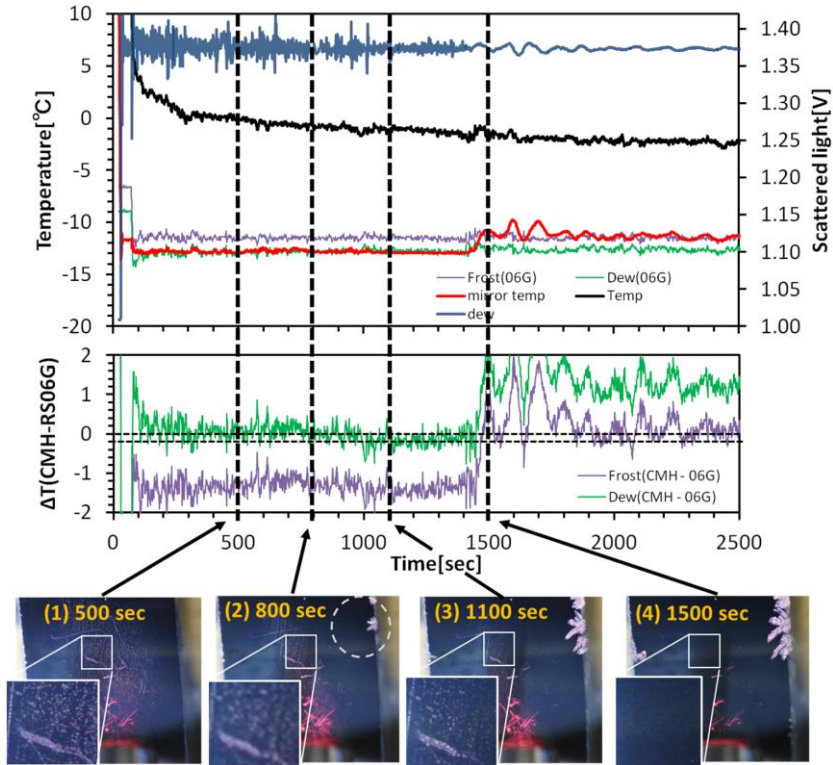 10
5
0
-5
-10
-15
-20
Temperature[℃]
1.40
1.35
1.30
1.25
1.20
1.15
1.10
1.05
1.00
Scattered light[V]
Frost(06G)
Dew(06G)
mirror temp
Temp
dew
2
1
0
-1
-2
ΔT(CMH-RS06G)
Frost(CMH - 06G)
Dew(CMH - 06G)
0 500 1000 1500 2000 2500
Time[sec]
(1) 500 sec
(2) 800 sec
(3) 1100 sec
(4) 1500 sec